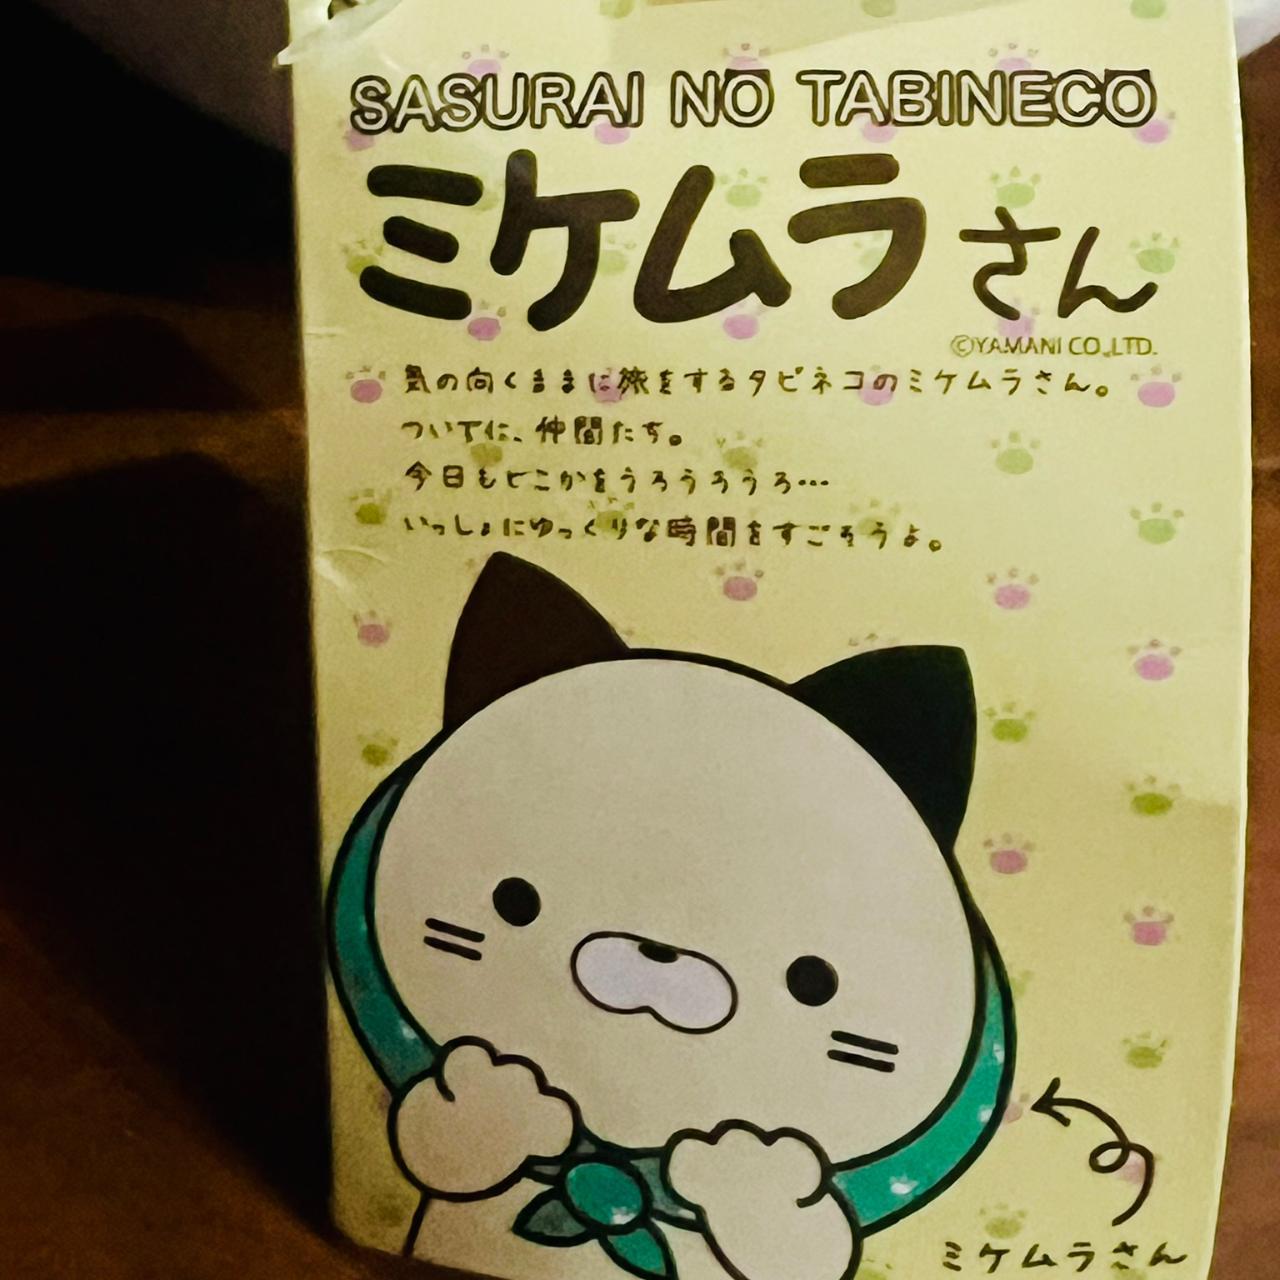 SASURAI NO TABINECO
ミケムラさん
©YAMANI CO.,LTD.
気の向くままに旅をするタビネコのミケムラさん。
ついでに、仲間たち。
今日もどこかをうろうろうろ…
いっしょにゆっくりな時間をすごそうよ。
ミケムラさん